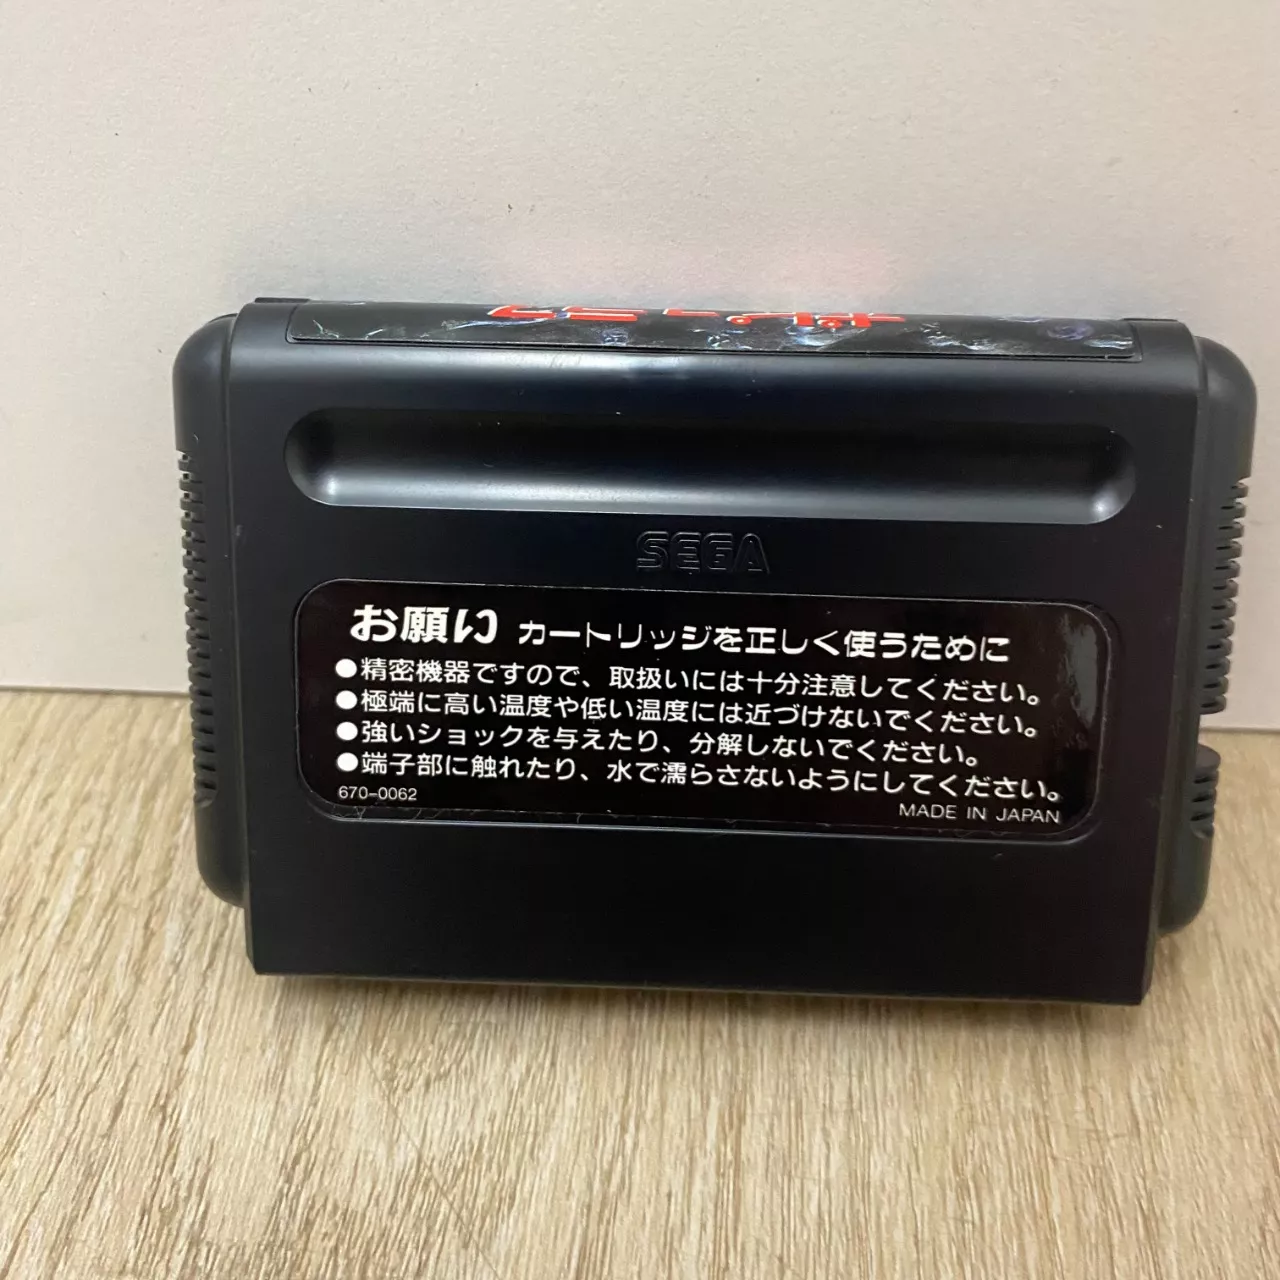 SEGA
お願い カートリッジを正しく使うために
●精密機器ですので、取扱いには十分注意してください。
●極端に高い温度や低い温度には近づけないでください。
●強いショックを与えたり、分解しないでください。
●端子部に触れたり、水で濡らさないようにしてください。
670-0062
MADE IN JAPAN